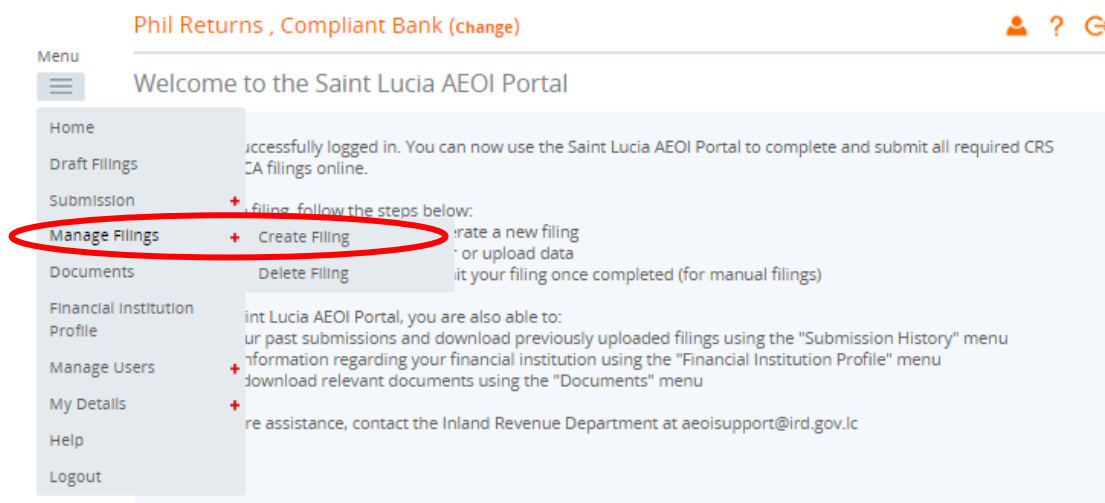 Phil Returns , Compliant Bank (Change)
?
Menu
Welcome to the Saint Lucia AEOI Portal
Home
Draft Filings
Submission +
Manage Filings +
Create Filing
Delete Filing
Documents
Financial Institution
Profile
Manage Users +
My Details +
Help
Logout
uccessfully logged in. You can now use the Saint Lucia AEOI Portal to complete and submit all required CRS
CA filings online.
filing, follow the steps below:
erate a new filing
r or upload data
it your filing once completed (for manual filings)
int Lucia AEOI Portal, you are also able to:
ur past submissions and download previously uploaded filings using the "Submission History" menu
nformation regarding your financial institution using the "Financial Institution Profile" menu
download relevant documents using the "Documents" menu
re assistance, contact the Inland Revenue Department at aeoisupport@ird.gov.lc